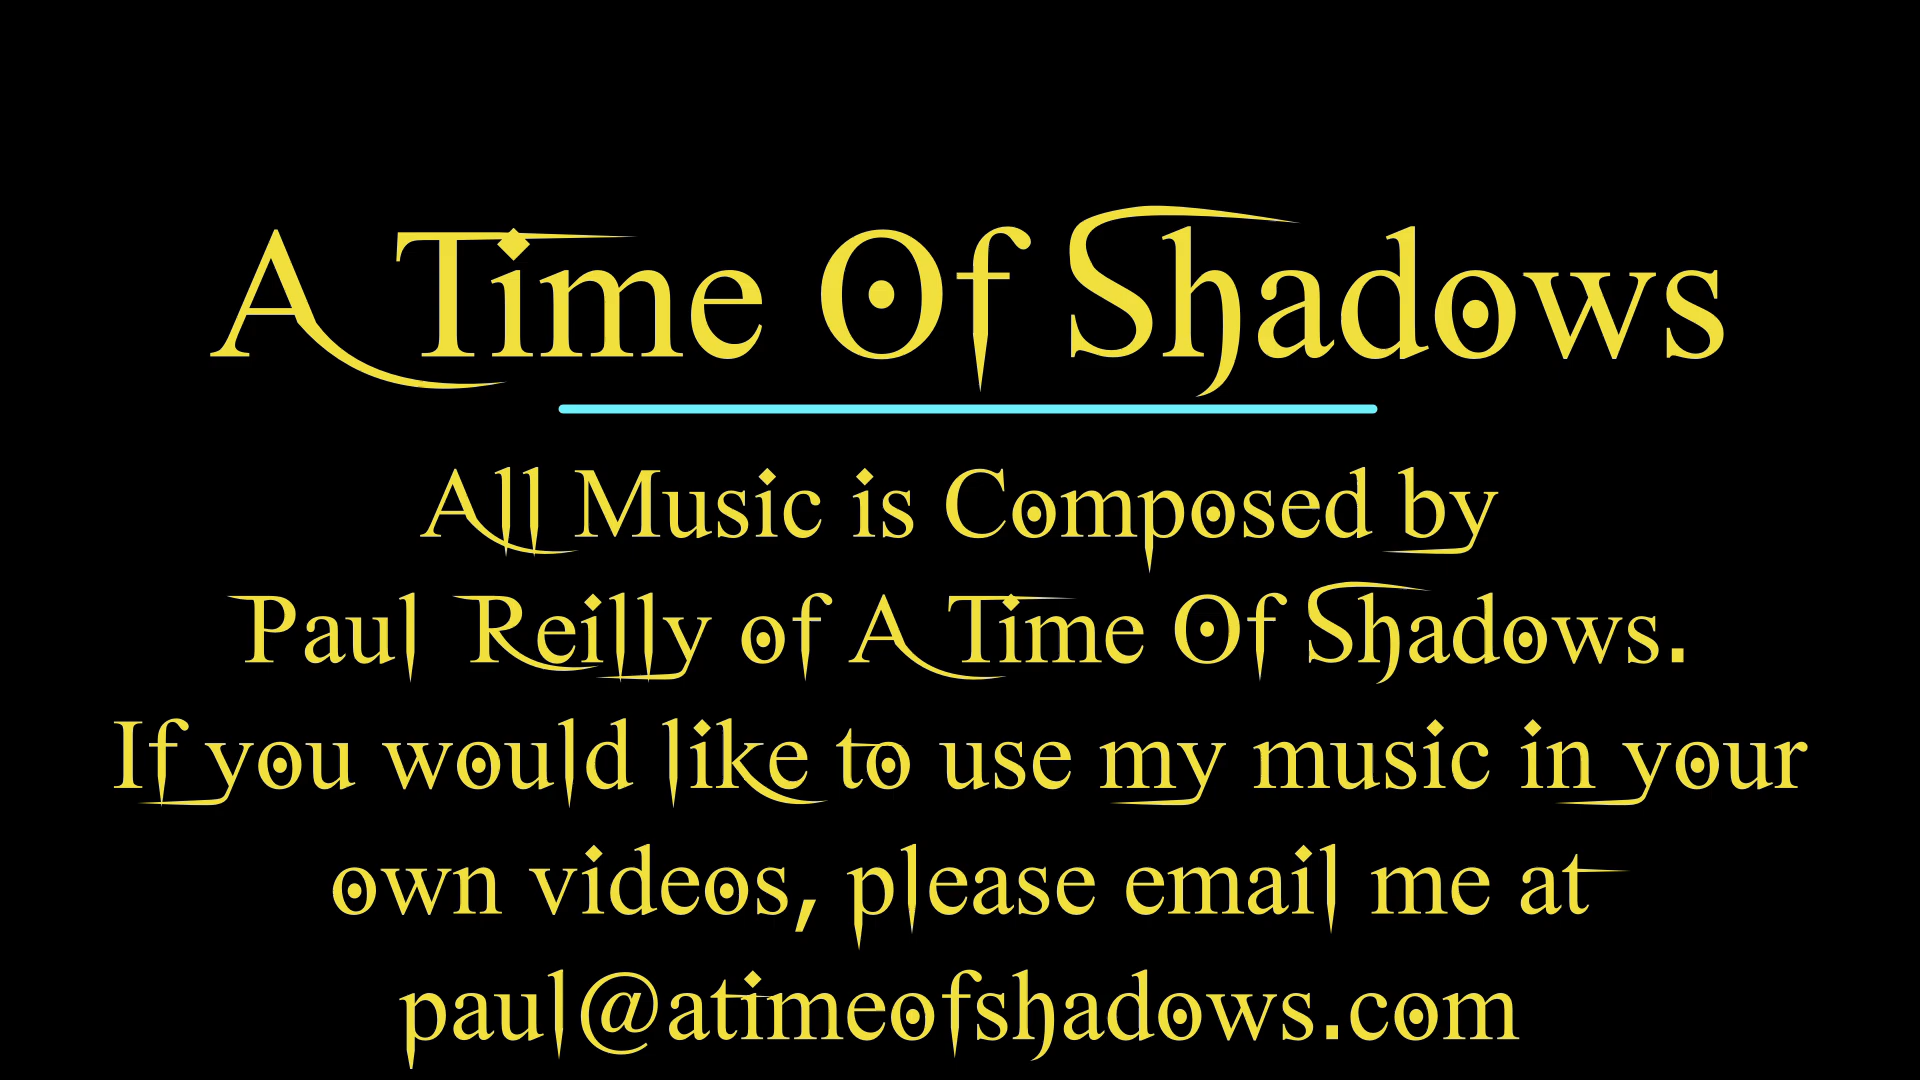 A Time Of Shadows
All Music is Composed by
Paul Reilly of A Time Of Shadows.
If you would like to use my music in your
own videos, please email me at
paul@atimeofshadows.com